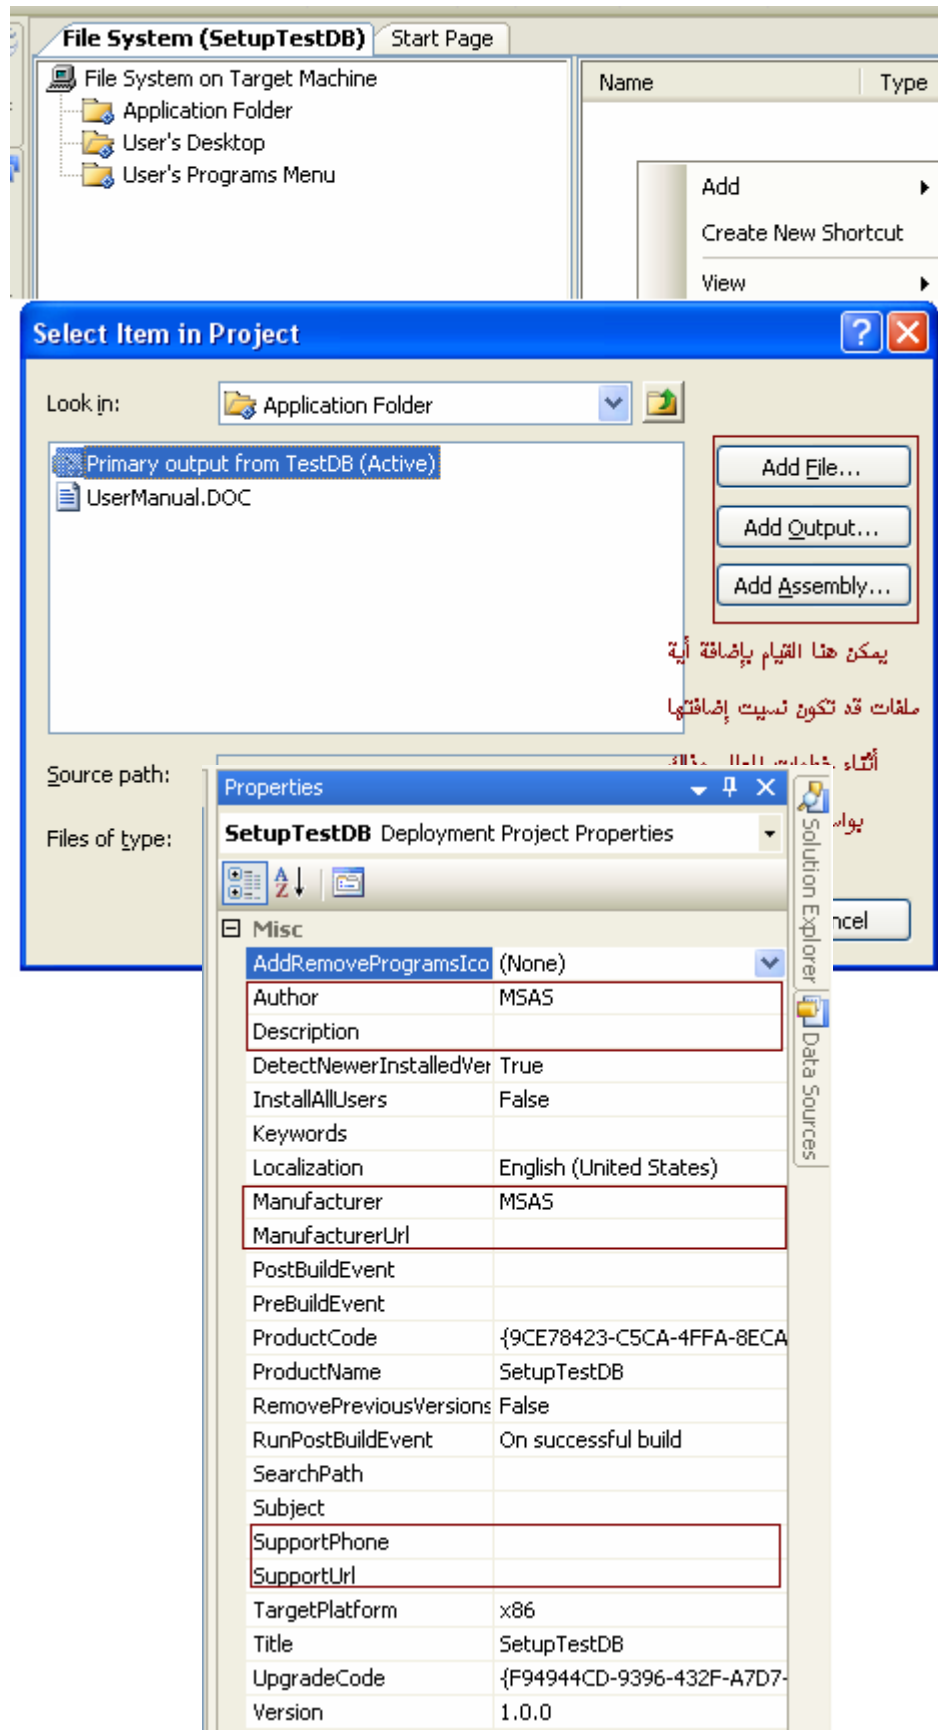 File System (SetupTestDB) Start Page
File System on Target Machine
Application Folder
User's Desktop
User's Programs Menu
Name Type
Add
Create New Shortcut
View
Select Item in Project
Look in: Application Folder
Primary output from TestDB (Active)
UserManual.DOC
Add File...
Add Output...
Add Assembly...
يمكن هنا القيام بإضافة أية
ملفات قد تكون نسيت إضافتها
أثناء
Source path:
Files of type:
Properties
SetupTestDB Deployment Project Properties
Misc
AddRemoveProgramsIco (None)
Author MSAS
Description
DetectNewerInstalledVer True
InstallAllUsers False
Keywords
Localization English (United States)
Manufacturer MSAS
ManufacturerUrl
PostBuildEvent
PreBuildEvent
ProductCode {9CE78423-C5CA-4FFA-8ECA
ProductName SetupTestDB
RemovePreviousVersions False
RunPostBuildEvent On successful build
SearchPath
Subject
SupportPhone
SupportUrl
TargetPlatform x86
Title SetupTestDB
UpgradeCode {F94944CD-9396-432F-A7D7-
Version 1.0.0
Solution Explorer
Data Sources
ncel